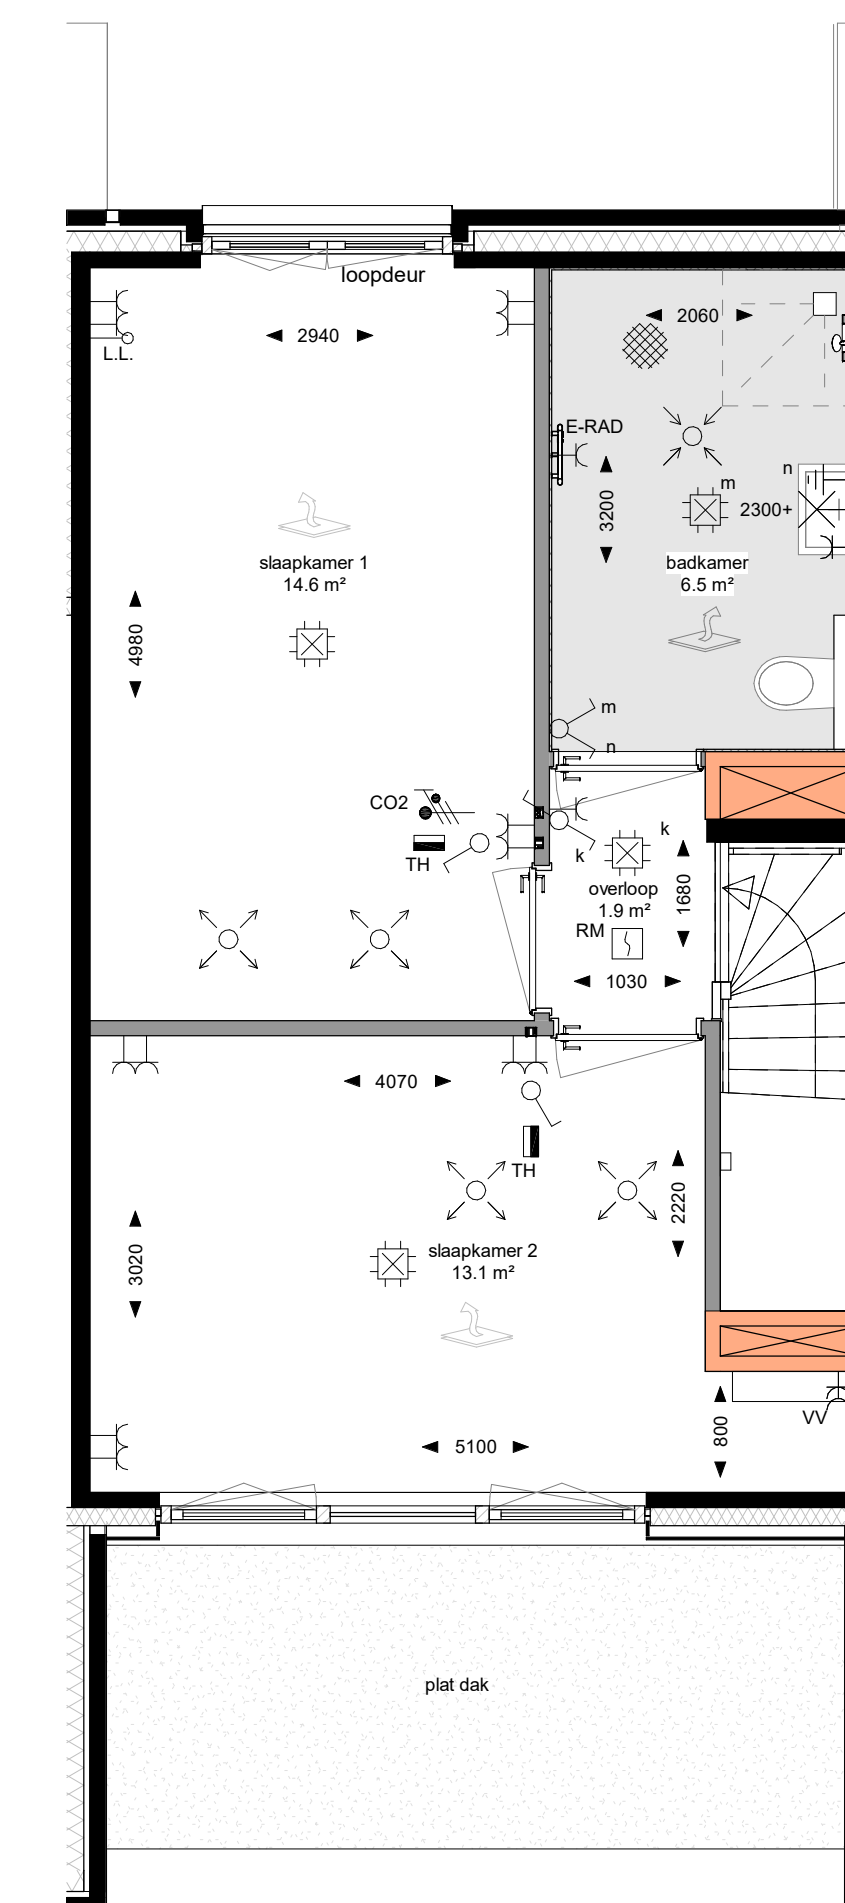 loopdeur
2940
2060
L.L.
E-RAD
n
m
2300+
3200
slaapkamer 1
14.6 m²
badkamer
6.5 m²
4980
m
n
CO2
TH
k
k
overloop
1.9 m²
1680
RM
1030
4070
TH
2220
3020
slaapkamer 2
13.1 m²
5100
800
VV
plat dak